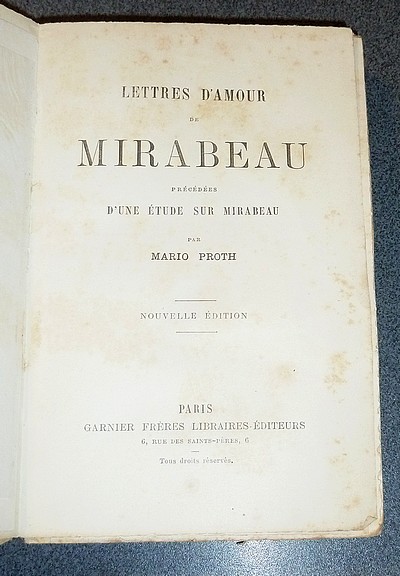 LETTRES D'AMOUR
DE
MIRABEAU
PRÉCÉDÉES
D'UNE ÉTUDE SUR MIRABEAU
PAR
MARIO PROTH
NOUVELLE ÉDITION
PARIS
GARNIER FRÈRES LIBRAIRES-ÉDITEURS
6, RUE DES SAINTS-PÈRES, 6
Tous droits réservés.